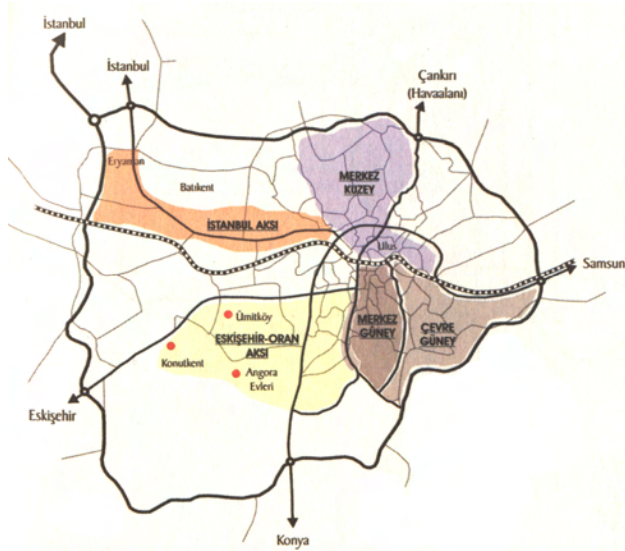 İstanbul
İstanbul
Çankırı
(Havaalanı)
Eryaman
Batıkent
MERKEZ
KUZEY
İSTANBUL AKSI
Ulus
Samsun
Ümitköy
ESKİŞEHİR-ORAN
AKSI
MERKEZ
GÜNEY
ÇEVRE
GÜNEY
Konutkent
Angora
Evleri
Eskişehir
Konya